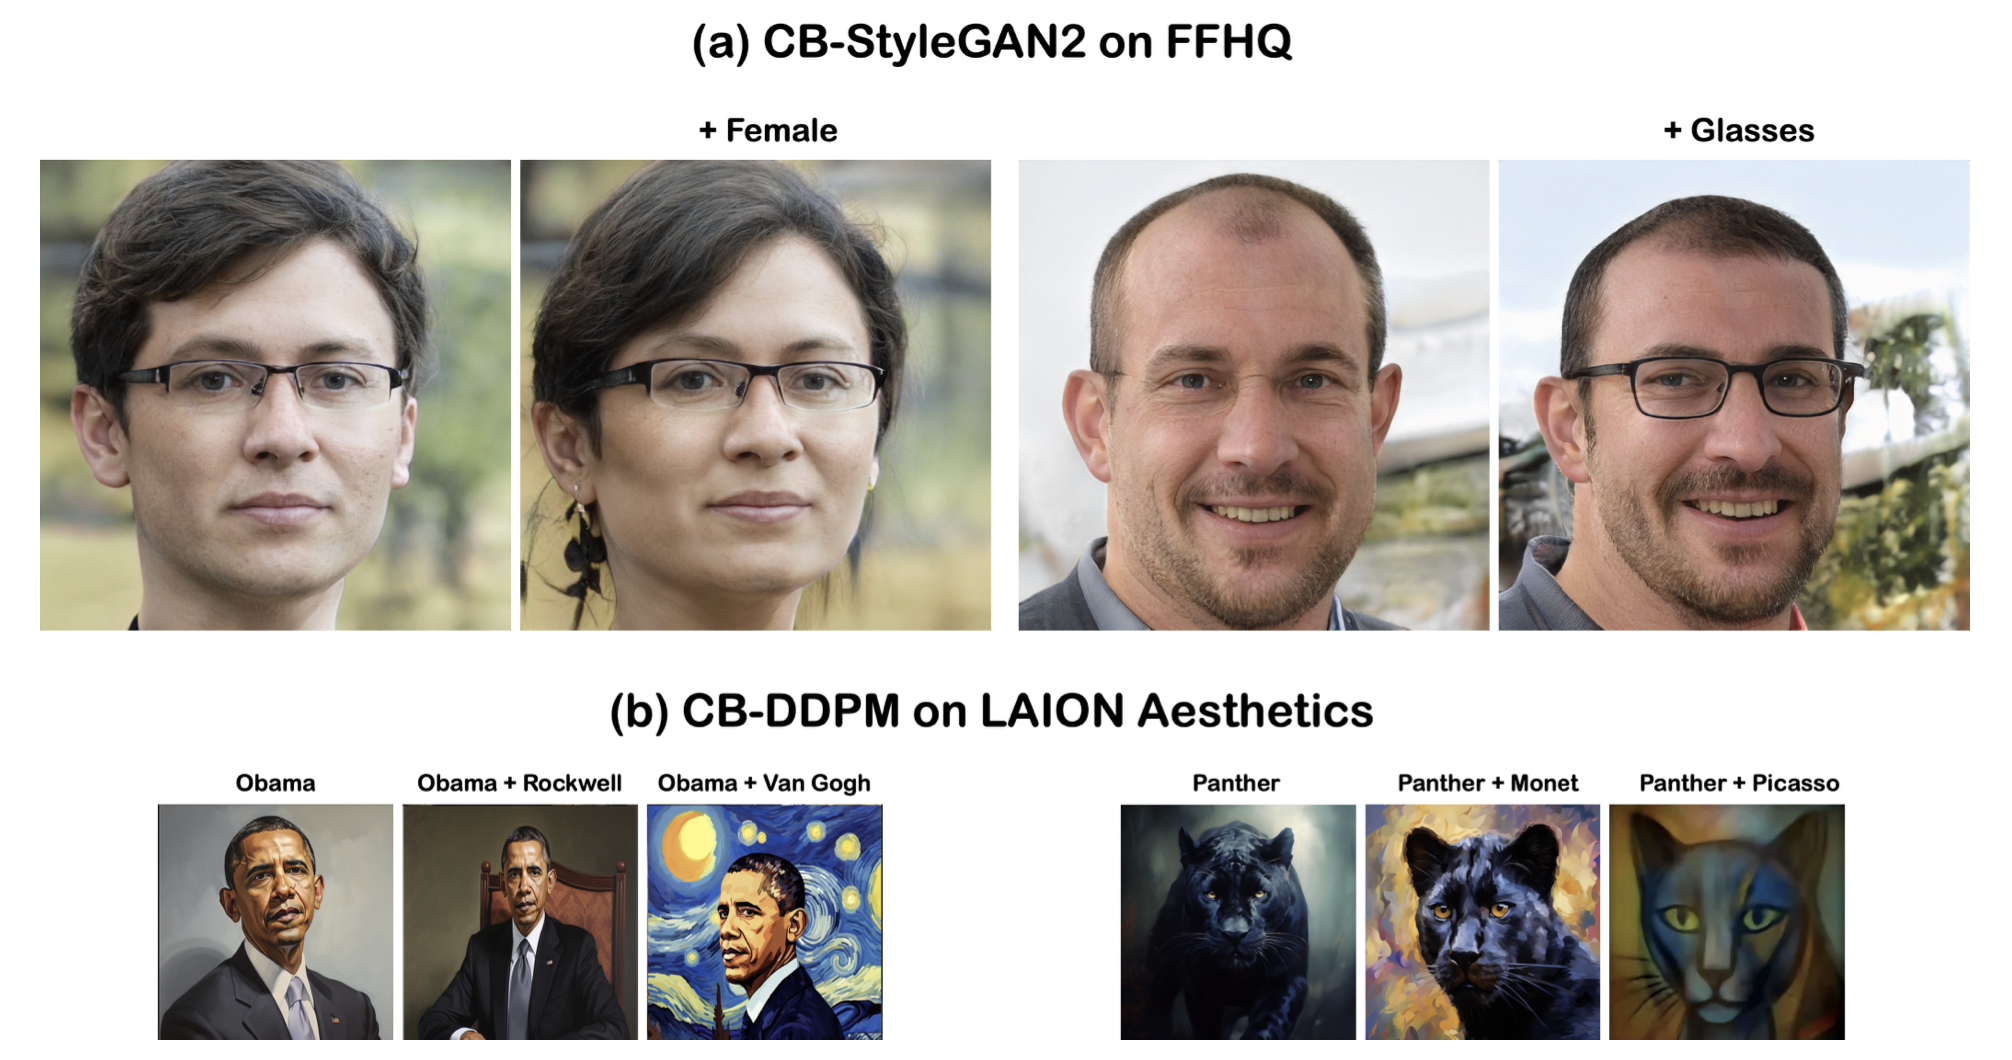 (a) CB-StyleGAN2 on FFHQ
+ Female
+ Glasses
(b) CB-DDPM on LAION Aesthetics
Obama
Obama + Rockwell
Obama + Van Gogh
Panther
Panther + Monet
Panther + Picasso